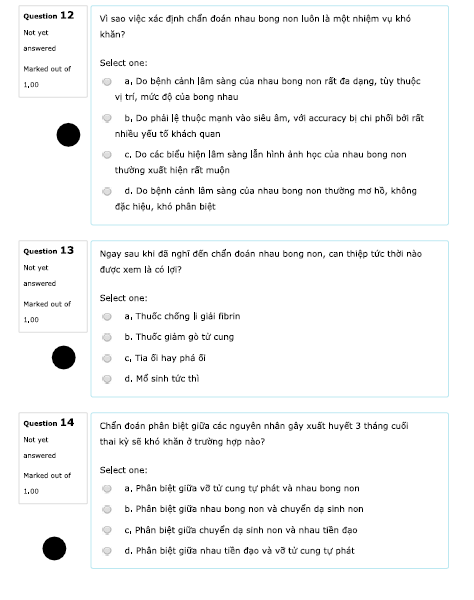 Question 12
Not yet
answered
Marked out of
1,00
Vì sao việc xác định chẩn đoán nhau bong non luôn là một nhiệm vụ khó
khăn?
Select one:
a, Do bệnh cảnh lâm sàng của nhau bong non rất đa dạng, tùy thuộc
vị trí, mức độ của bong nhau
b, Do phải lệ thuộc mạnh vào siêu âm, với accuracy bị chi phối bởi rất
nhiều yếu tố khách quan
c, Do các biểu hiện lâm sàng lẫn hình ảnh học của nhau bong non
thường xuất hiện rất muộn
d. Do bệnh cảnh lâm sàng của nhau bong non thường mơ hồ, không
đặc hiệu, khó phân biệt
Question 13
Not yet
answered
Marked out of
1,00
Ngay sau khi đã nghĩ đến chẩn đoán nhau bong non, can thiệp tức thời nào
được xem là có lợi?
Select one:
a, Thuốc chống li giải fibrin
b. Thuốc giảm gò tử cung
c, Tia ối hay phá ối
d. Mổ sinh tức thì
Question 14
Not yet
answered
Marked out of
1,00
Chẩn đoán phân biệt giữa các nguyên nhân gây xuất huyết 3 tháng cuối
thai kỳ sẽ khó khăn ở trường hợp nào?
Select one:
a, Phân biệt giữa vỡ tử cung tự phát và nhau bong non
b. Phân biệt giữa nhau bong non và chuyển dạ sinh non
c, Phân biệt giữa chuyển dạ sinh non và nhau tiền đạo
d. Phân biệt giữa nhau tiền đạo và vỡ tử cung tự phát